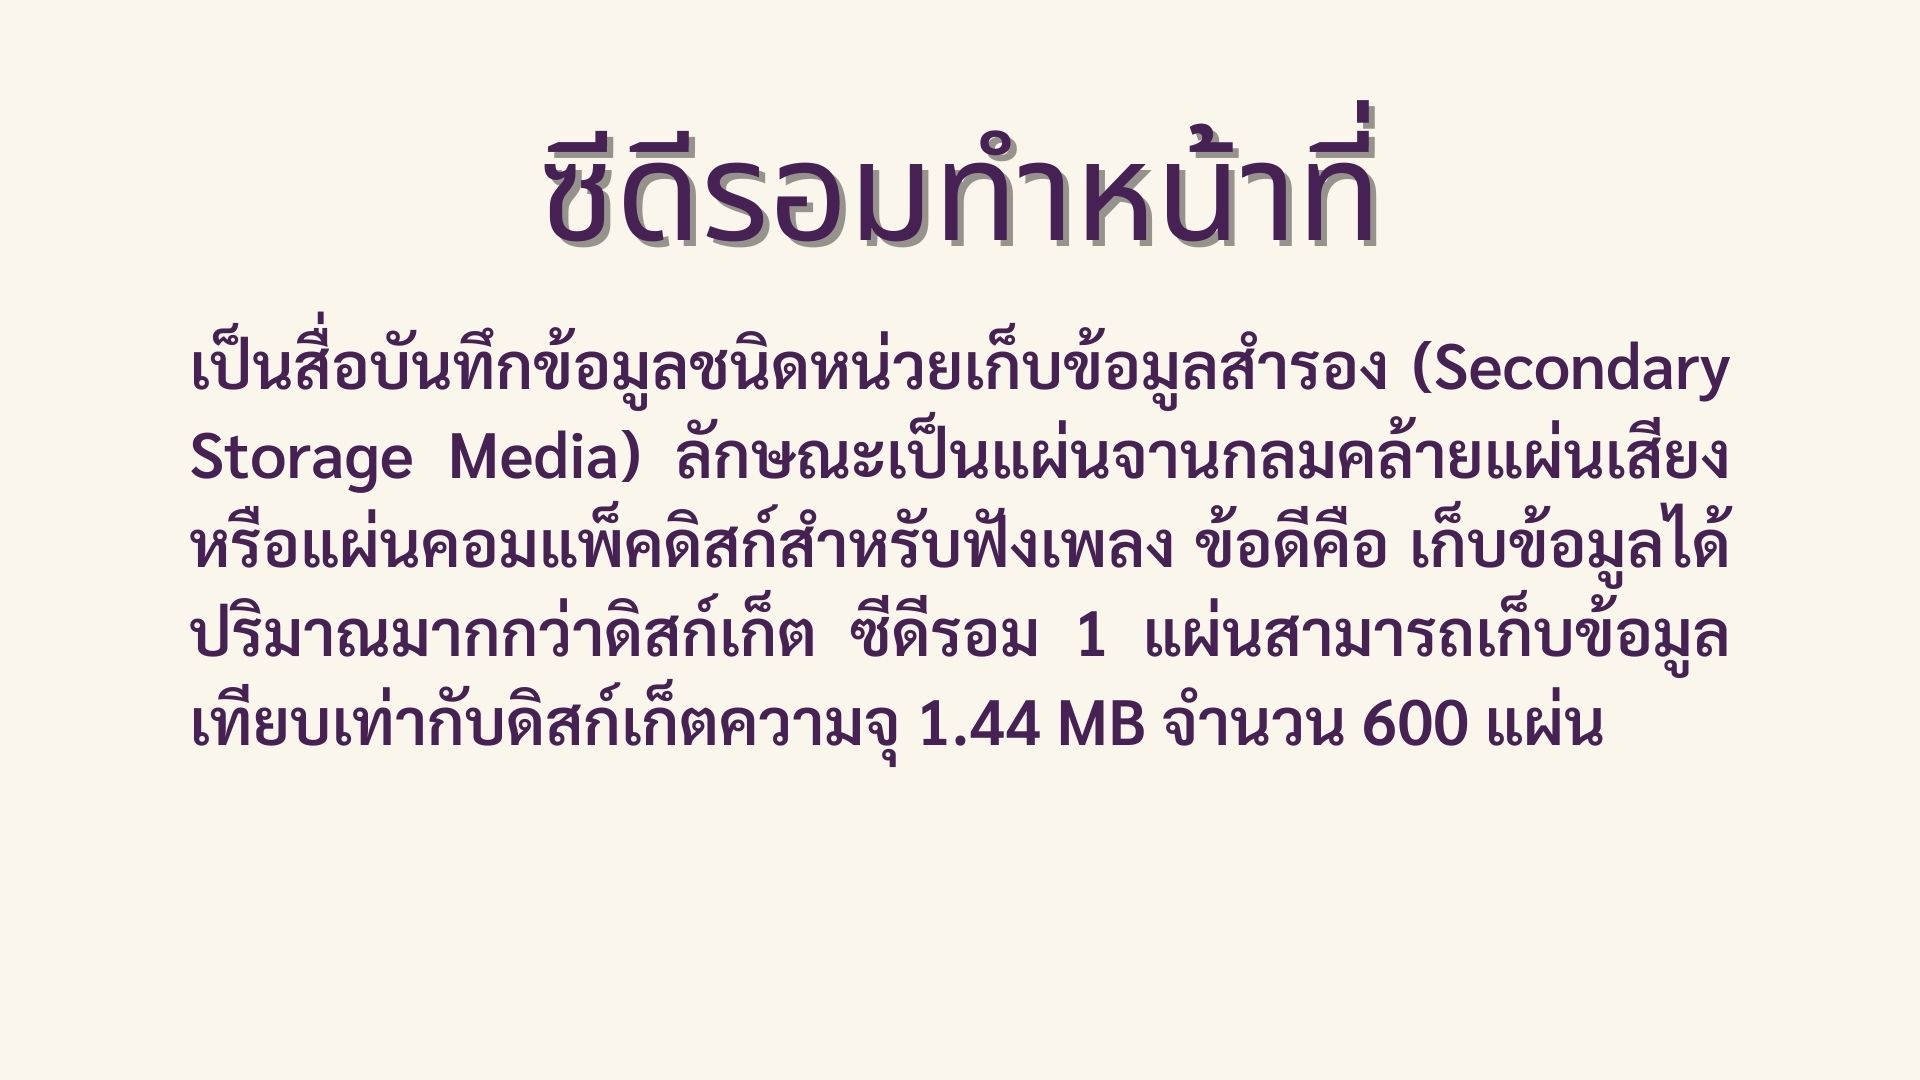 ซีดีรอมทำหน้าที่
เป็นสื่อบันทึกข้อมูลชนิดหน่วยเก็บข้อมูลสำรอง (Secondary
Storage Media) ลักษณะเป็นแผ่นจานกลมคล้ายแผ่นเสียง
หรือแผ่นคอมแพ็คดิสก์สำหรับฟังเพลง ข้อดีคือ เก็บข้อมูลได้
ปริมาณมากกว่าดิสก์เก็ต ซีดีรอม 1 แผ่นสามารถเก็บข้อมูล
เทียบเท่ากับดิสก์เก็ตความจุ 1.44 MB จำนวน 600 แผ่น